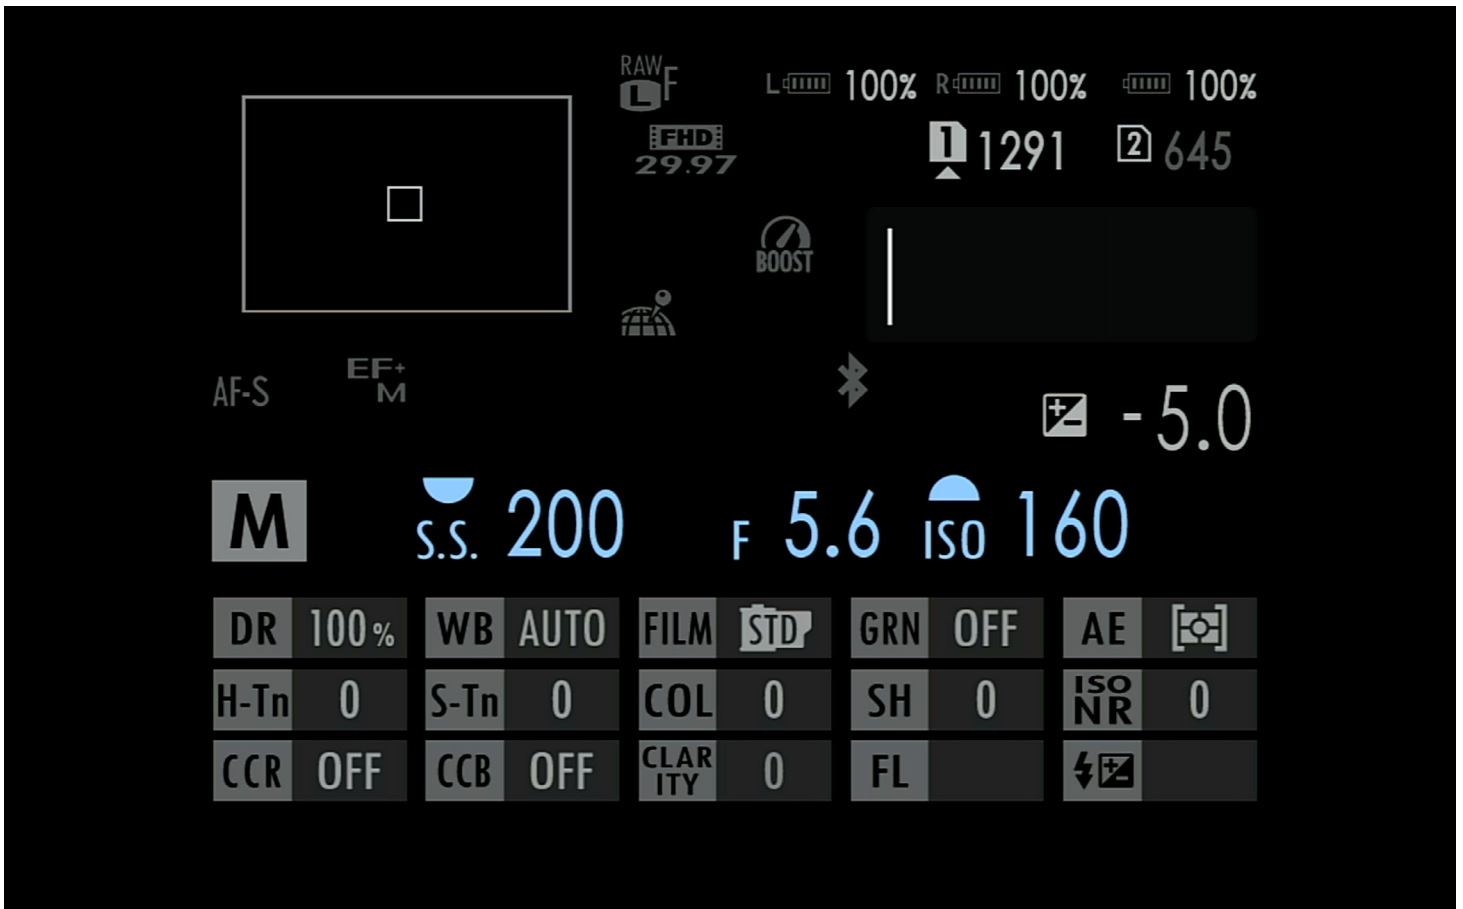 RAW F
L
L 100% R 100% 100%
FHD
29.97
1 1291 2 645
BOOST
AF-S
EF+
M
-5.0
M S.S. 200 F 5.6 ISO 160
DR 100% WB AUTO FILM STD GRN OFF AE
H-Tn 0 S-Tn 0 COL 0 SH 0 ISO NR 0
CCR OFF CCB OFF CLARITY 0 FL